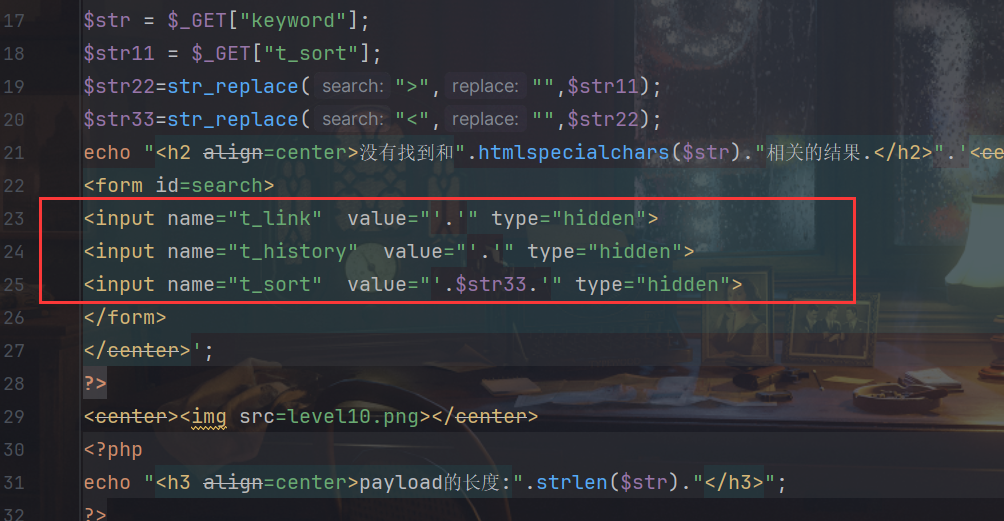 17 $str = $_GET["keyword"];
18 $str11 = $_GET["t_sort"];
19 $str22=str_replace( search: ">", replace: "",$str11);
20 $str33=str_replace( search: "<", replace: "",$str22);
21 echo "<h2 align=center>没有找到和".htmlspecialchars($str)."相关的结果.</h2>".'<ce
22 <form id=search>
23 <input name="t_link"  value="'.'" type="hidden">
24 <input name="t_history"  value="'.'" type="hidden">
25 <input name="t_sort"  value="'.$str33.'" type="hidden">
26 </form>
27 </center>';
28 ?>
29 <center><img src=level10.png></center>
30 <?php
31 echo "<h3 align=center>payload的长度:".strlen($str)."</h3>";
32 ?>